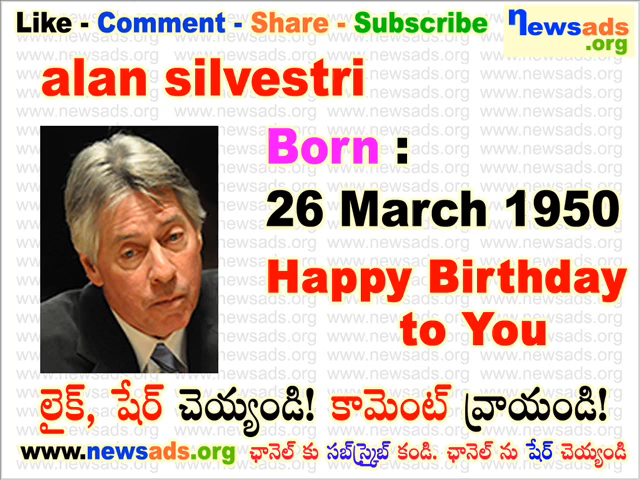 Like - Comment - Share - Subscribe
newsads
.org
alan silvestri
Born :
26 March 1950
Happy Birthday
to You
లైక్, షేర్ చెయ్యండి! కామెంట్ వ్రాయండి!
www.newsads.org ఛానెల్ కు సబ్‌స్క్రైబ్ కండి. ఛానెల్ ను షేర్ చెయ్యండి